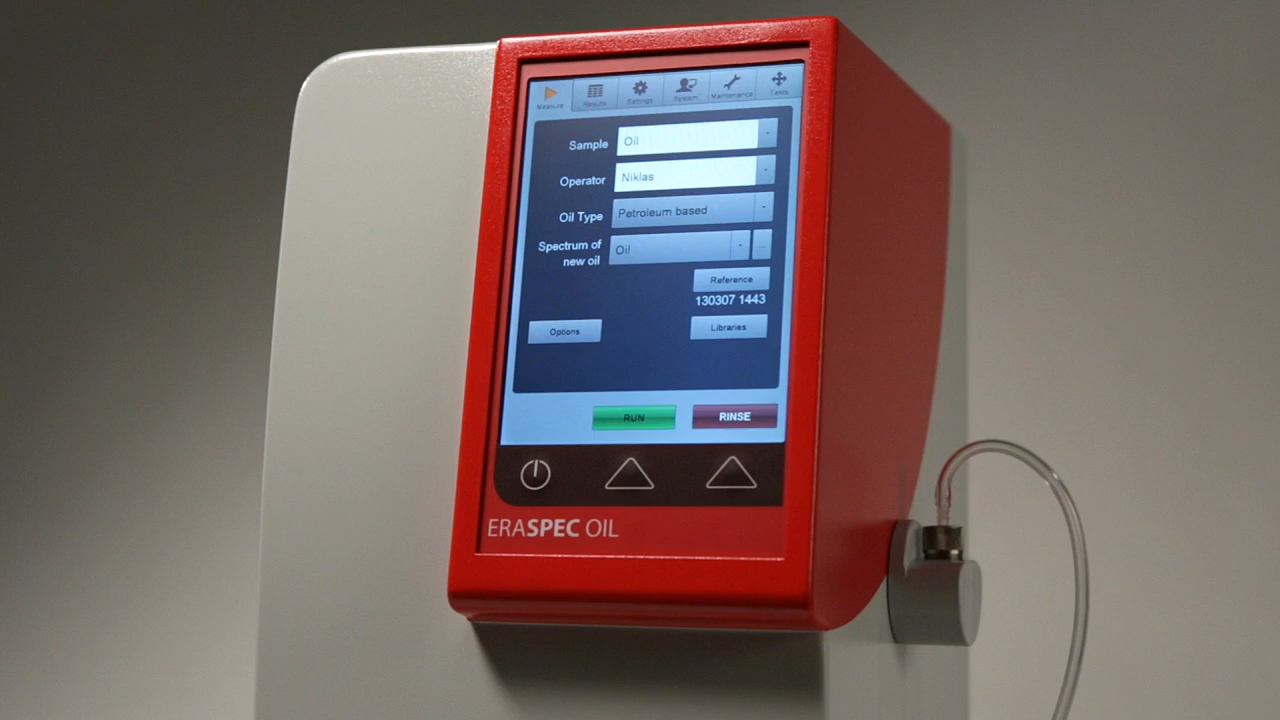 Measure Results Settings System Maintenance Tests
Sample Oil
Operator Niklas
Oil Type Petroleum based
Spectrum of
new oil Oil
Reference
130307 1443
Options Libraries
RUN RINSE
ERASPEC OIL